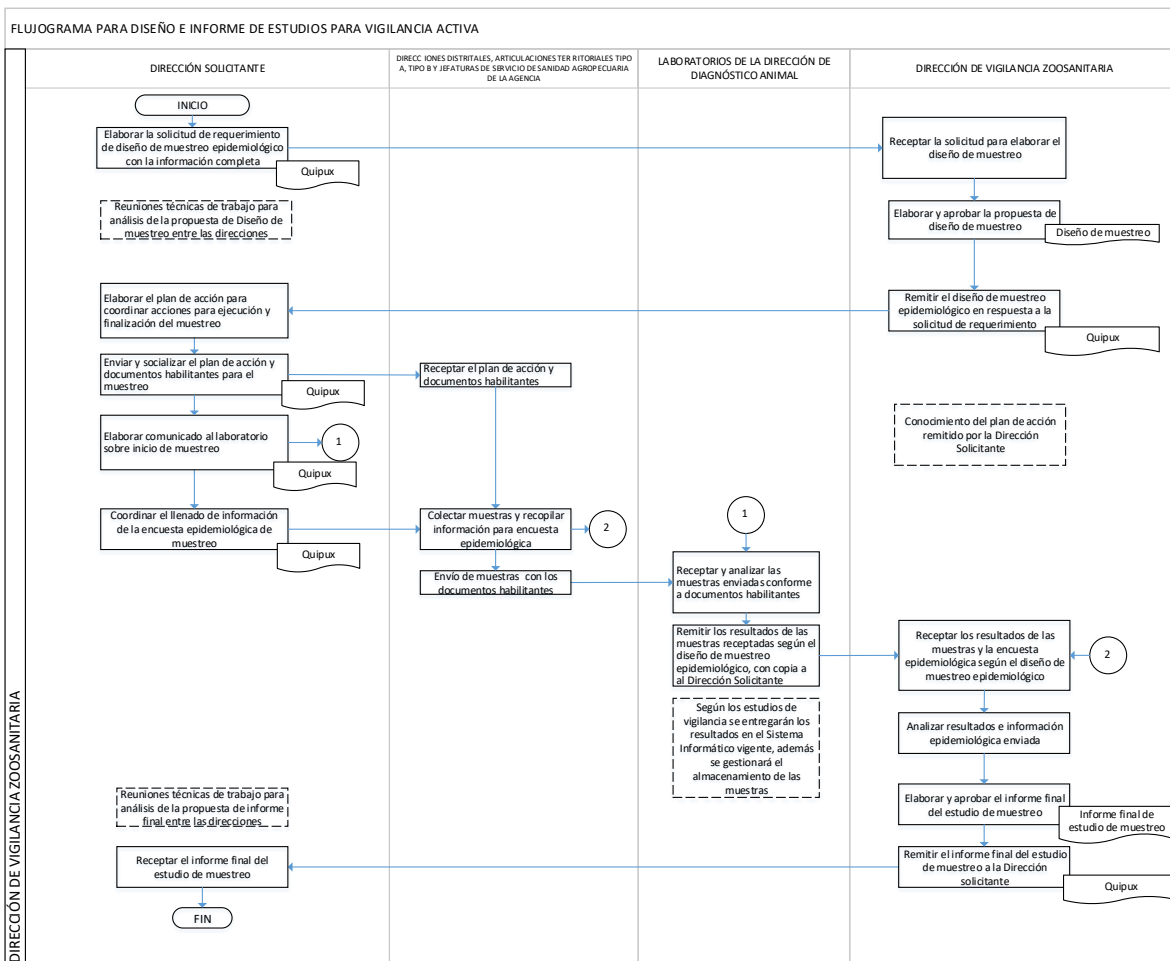 FLUJOGRAMA PARA DISEÑO E INFORME DE ESTUDIOS PARA VIGILANCIA ACTIVA
DIRECCIÓN DE VIGILANCIA ZOOSANITARIA
DIRECCIÓN SOLICITANTE
DIRECC IONES DISTRITALES, ARTICULACIONES TER RITORIALES TIPO
A, TIPO B Y JEFATURAS DE SERVICIO DE SANIDAD AGROPECUARIA
DE LA AGENCIA
LABORATORIOS DE LA DIRECCIÓN DE
DIAGNÓSTICO ANIMAL
DIRECCIÓN DE VIGILANCIA ZOOSANITARIA
INICIO
Elaborar la solicitud de requerimiento
de diseño de muestreo epidemiológico
con la información completa
Quipux
Receptar la solicitud para elaborar el
diseño de muestreo
Reuniones técnicas de trabajo para
análisis de la propuesta de Diseño de
muestreo entre las direcciones
Elaborar y aprobar la propuesta de
diseño de muestreo
Diseño de muestreo
Elaborar el plan de acción para
coordinar acciones para ejecución y
finalización del muestreo
Remitir el diseño de muestreo
epidemiológico en respuesta a la
solicitud de requerimiento
Quipux
Enviar y socializar el plan de acción y
documentos habilitantes para el
muestreo
Quipux
Receptar el plan de acción y
documentos habilitantes
Elaborar comunicado al laboratorio
sobre inicio de muestreo
1
Quipux
Conocimiento del plan de acción
remitido por la Dirección
Solicitante
Coordinar el llenado de información
de la encuesta epidemiológica de
muestreo
Quipux
Colectar muestras y recopilar
información para encuesta
epidemiológica
2
1
Envío de muestras con los
documentos habilitantes
Receptar y analizar las
muestras enviadas conforme
a documentos habilitantes
Remitir los resultados de las
muestras receptadas según el
diseño de muestreo
epidemiológico, con copia a
al Dirección Solicitante
Receptar los resultados de las
muestras y la encuesta
epidemiológica según el diseño de
muestreo epidemiológico
2
Según los estudios de
vigilancia se entregarán los
resultados en el Sistema
Informático vigente, además
se gestionará el
almacenamiento de las
muestras
Analizar resultados e información
epidemiológica enviada
Reuniones técnicas de trabajo para
análisis de la propuesta de informe
final entre las direcciones
Elaborar y aprobar el informe final
del estudio de muestreo
Informe final de
estudio de muestreo
Receptar el informe final del
estudio de muestreo
Remitir el informe final del estudio
de muestreo a la Dirección
solicitante
Quipux
FIN